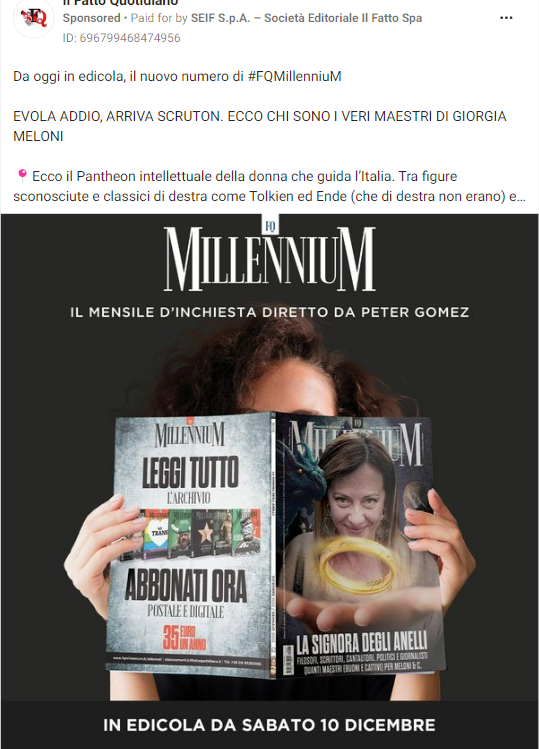 Il Fatto Quotidiano
Sponsored • Paid for by SEIF S.p.A. – Società Editoriale Il Fatto Spa
ID: 696799468474956
Da oggi in edicola, il nuovo numero di #FQMillenniuM
EVOLA ADDIO, ARRIVA SCRUTON. ECCO CHI SONO I VERI MAESTRI DI GIORGIA
MELONI
Ecco il Pantheon intellettuale della donna che guida l'Italia. Tra figure
sconosciute e classici di destra come Tolkien ed Ende (che di destra non erano) e...
FQ
MILLENNIUM
IL MENSILE D'INCHIESTA DIRETTO DA PETER GOMEZ
MILLENNIUM
LEGGI TUTTO
L'ARCHIVIO
TRANS
ABBONATI ORA
POSTALE E DIGITALE
35 EURO
UN ANNO
FQ
MILLENNIUM
LA SIGNORA DEGLI ANELLI
FILOSOFI, SCRITTORI, CANTAUTORI, POLITICI E GIORNALISTI
QUANTI MAESTRI (BUONI E CATTIVI) PER MELONI & C.
IN EDICOLA DA SABATO 10 DICEMBRE